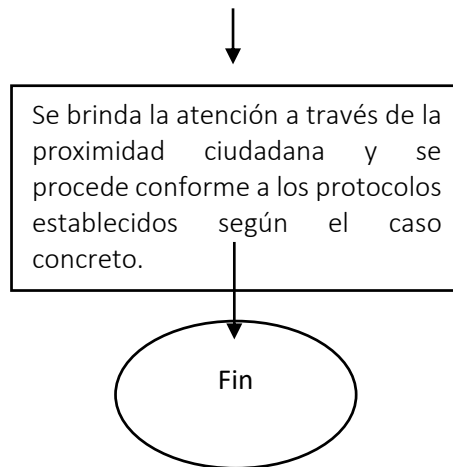 Se brinda la atención a través de la
proximidad ciudadana y se
procede conforme a los protocolos
establecidos según el caso
concreto.
Fin